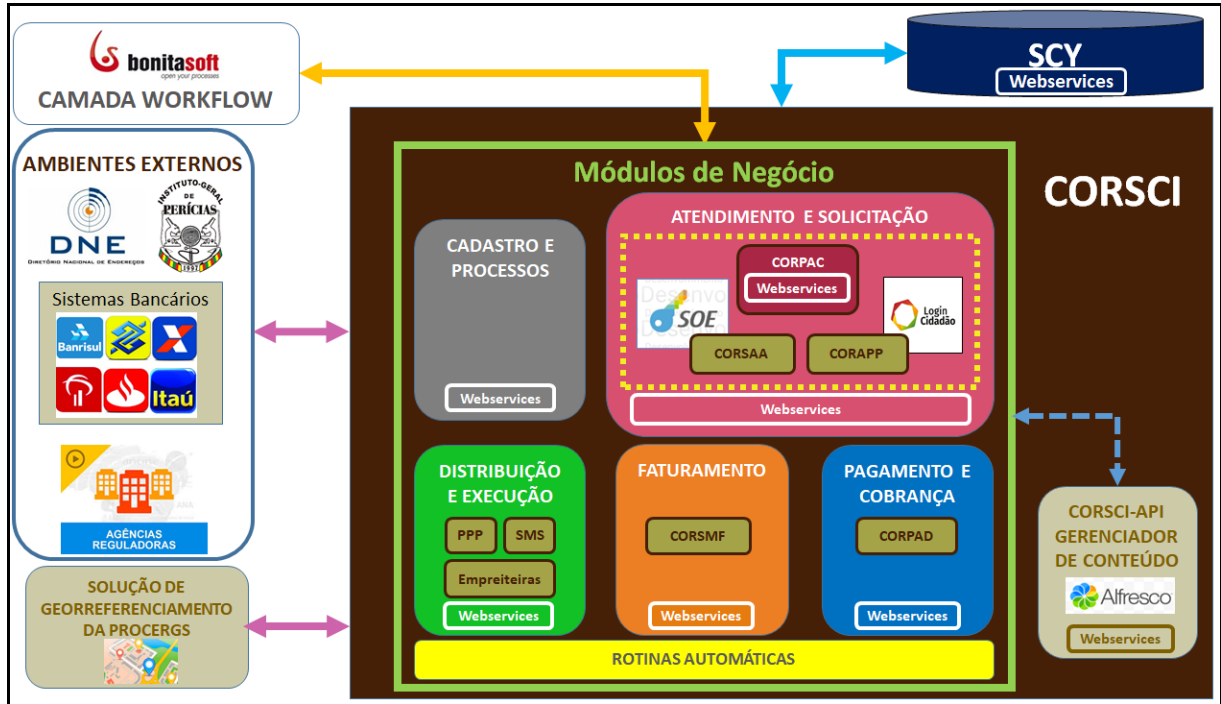 bonitasoft
open your processes
CAMADA WORKFLOW
SCY
Webservices
AMBIENTES EXTERNOS
DNE
DIRETÓRIO NACIONAL DE ENDEREÇOS
INSTITUTO-GERAL
DE
PERÍCIAS
1997
Sistemas Bancários
Banrisul
Itaú
AGÊNCIAS
REGULADORAS
SOLUÇÃO DE
GEORREFERENCIAMENTO
DA PROCERGS
CORSCI
Módulos de Negócio
CADASTRO E
PROCESSOS
Webservices
ATENDIMENTO E SOLICITAÇÃO
CORPAC
Webservices
SOE
Login
Cidadão
CORSAA
CORAPP
Webservices
DISTRIBUIÇÃO
E EXECUÇÃO
PPP
SMS
Empreiteiras
Webservices
FATURAMENTO
CORSMF
Webservices
PAGAMENTO E
COBRANÇA
CORPAD
Webservices
ROTINAS AUTOMÁTICAS
CORSCI-API
GERENCIADOR
DE CONTEÚDO
Alfresco
Webservices